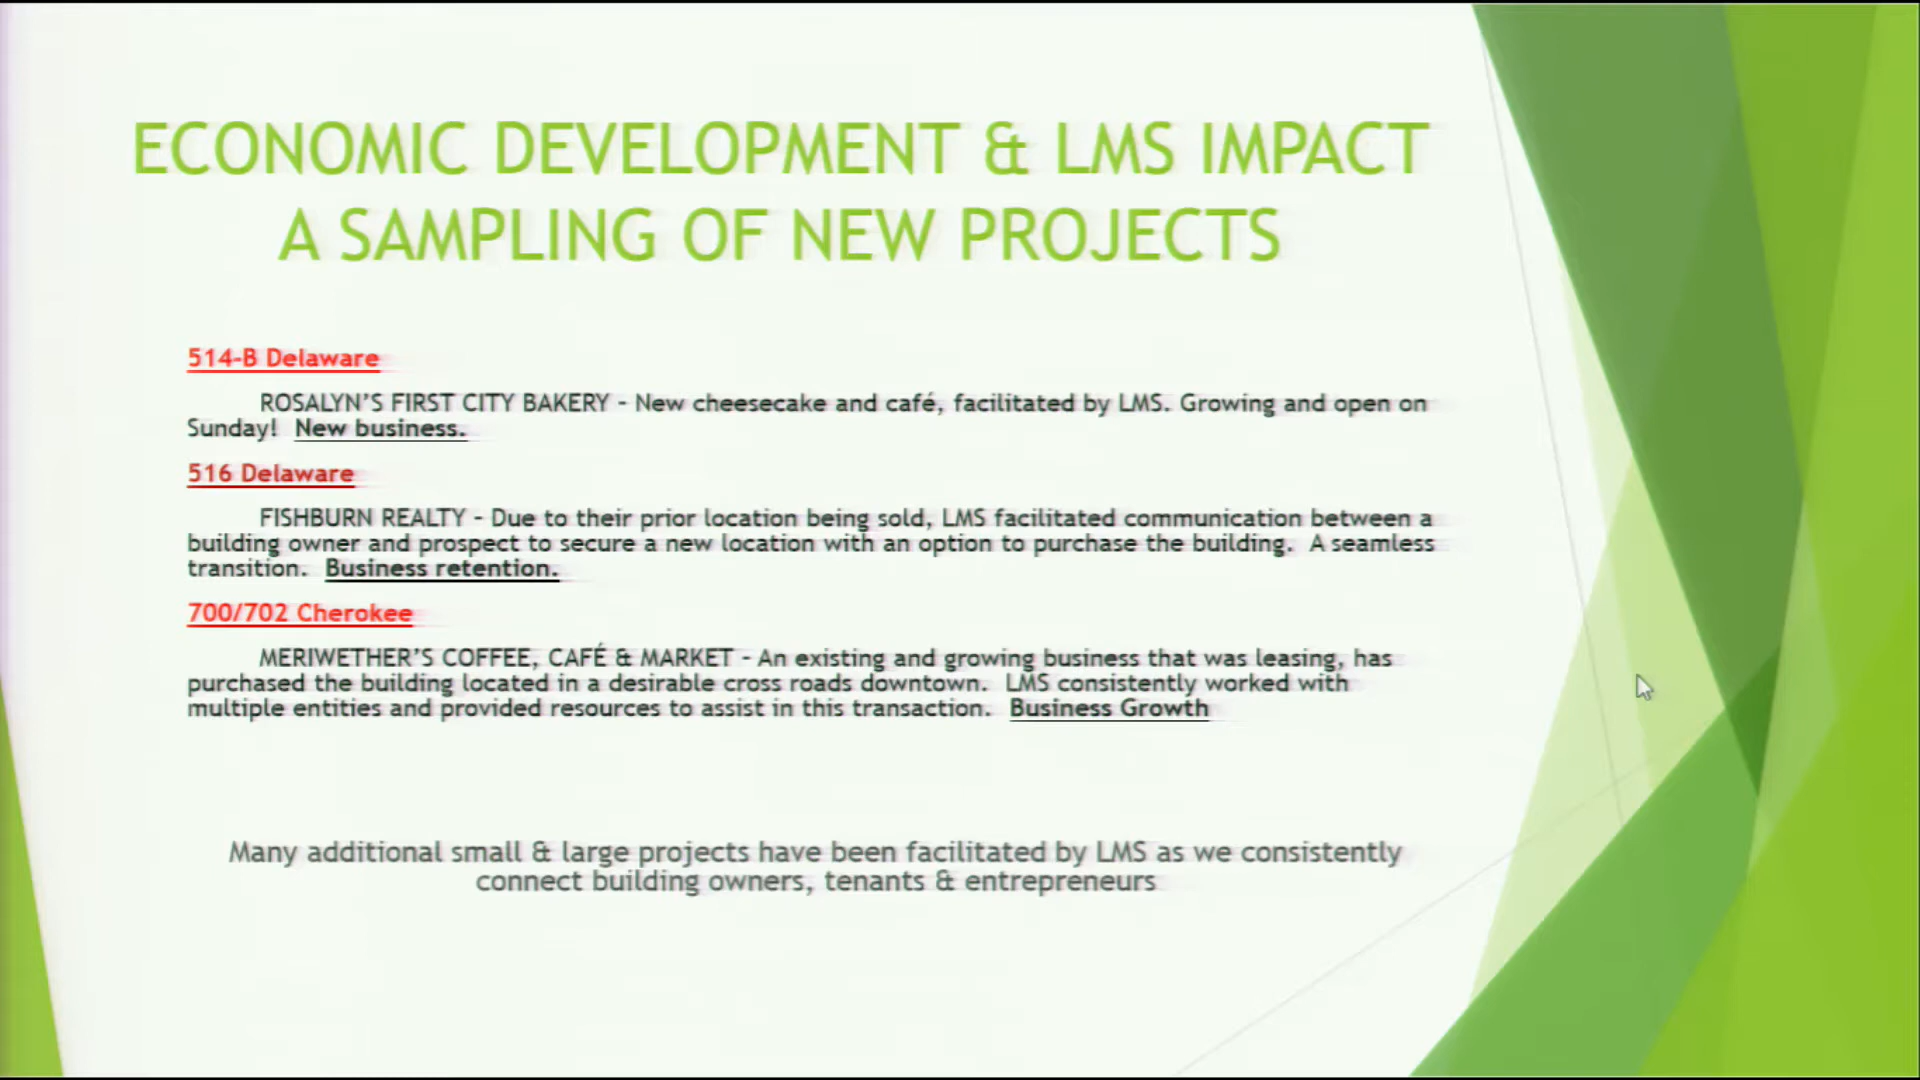 ECONOMIC DEVELOPMENT & LMS IMPACT
A SAMPLING OF NEW PROJECTS
514-B Delaware
ROSALYN’S FIRST CITY BAKERY – New cheesecake and café, facilitated by LMS. Growing and open on
Sunday! New business.
516 Delaware
FISHBURN REALTY – Due to their prior location being sold, LMS facilitated communication between a
building owner and prospect to secure a new location with an option to purchase the building. A seamless
transition. Business retention.
700/702 Cherokee
MERIWETHER’S COFFEE, CAFÉ & MARKET – An existing and growing business that was leasing, has
purchased the building located in a desirable cross roads downtown. LMS consistently worked with
multiple entities and provided resources to assist in this transaction. Business Growth
Many additional small & large projects have been facilitated by LMS as we consistently
connect building owners, tenants & entrepreneurs